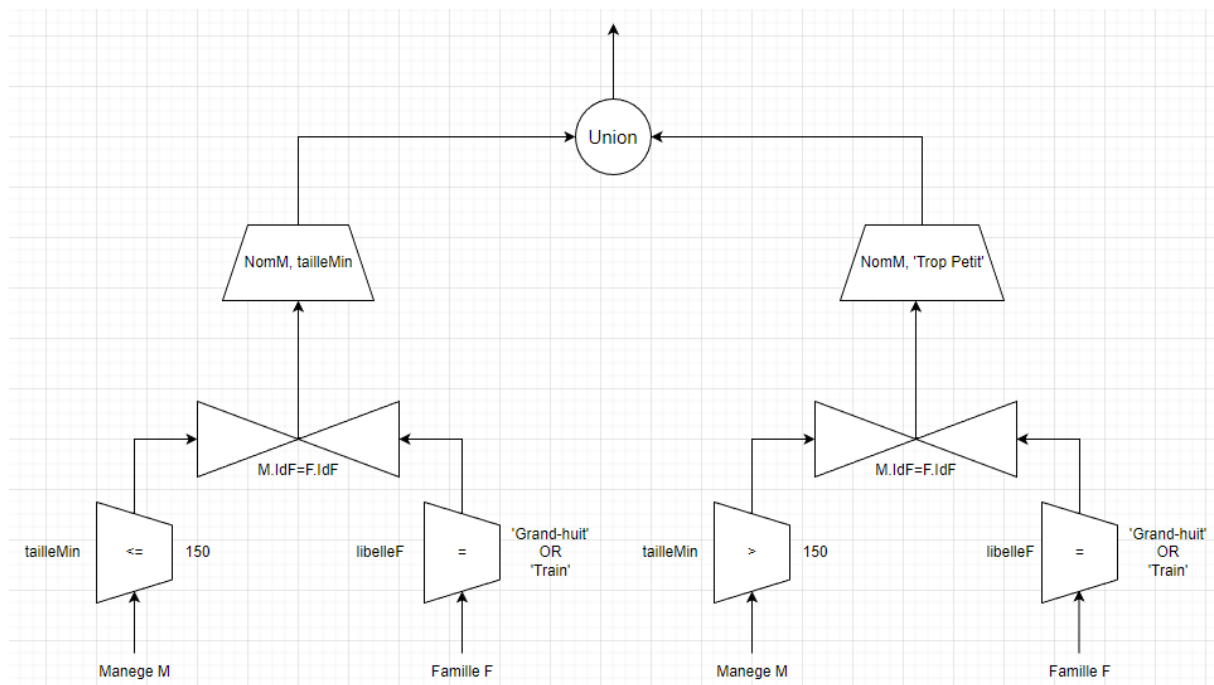 Union
NomM, tailleMin
NomM, 'Trop Petit'
M.IdF=F.IdF
M.IdF=F.IdF
tailleMin
<=
150
libelleF
=
'Grand-huit'
OR
'Train'
tailleMin
>
150
libelleF
=
'Grand-huit'
OR
'Train'
Manege M
Famille F
Manege M
Famille F